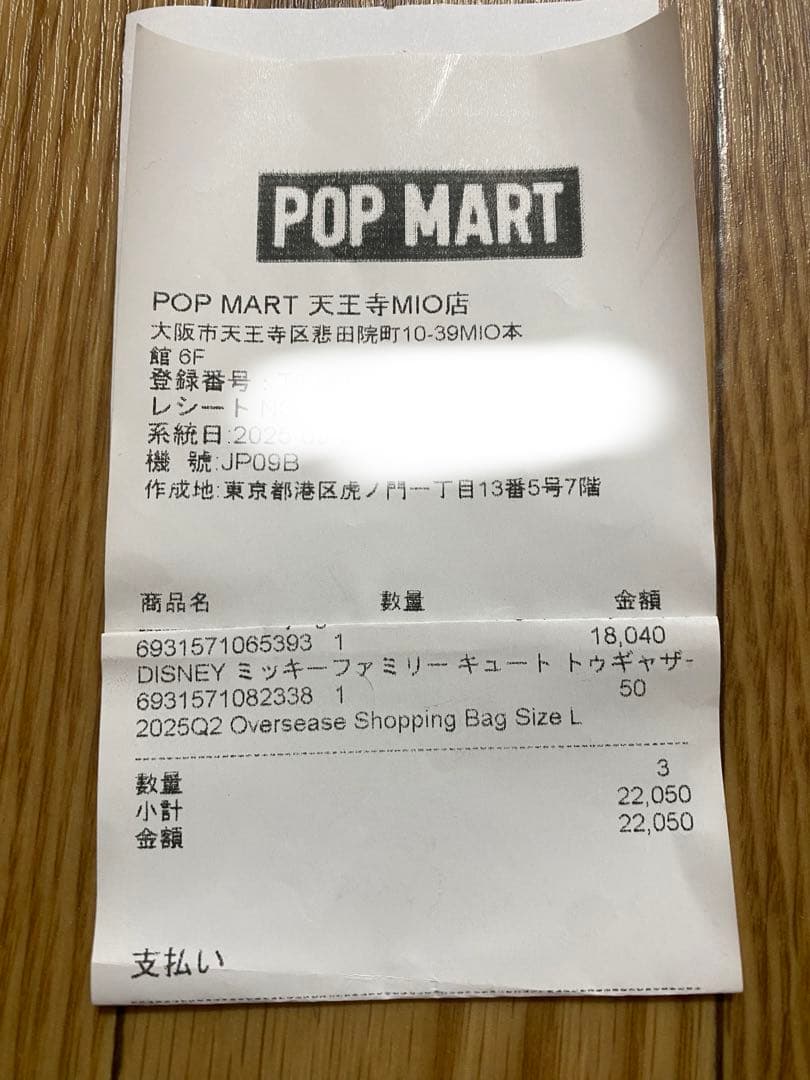 POP MART
POP MART 天王寺MIO店
大阪市天王寺区悲田院町10-39MIO本
館 6F
登録番号
レシート
系統日:2025
機 號:JP09B
作成地:東京都港区虎ノ門一丁目13番5号7階
商品名 數量 金額
6931571065393 1 18,040
DISNEY ミッキーファミリー キュート トゥギャザー
6931571082338 1 50
2025Q2 Oversease Shopping Bag Size L
數量 3
小計 22,050
金額 22,050
支払い